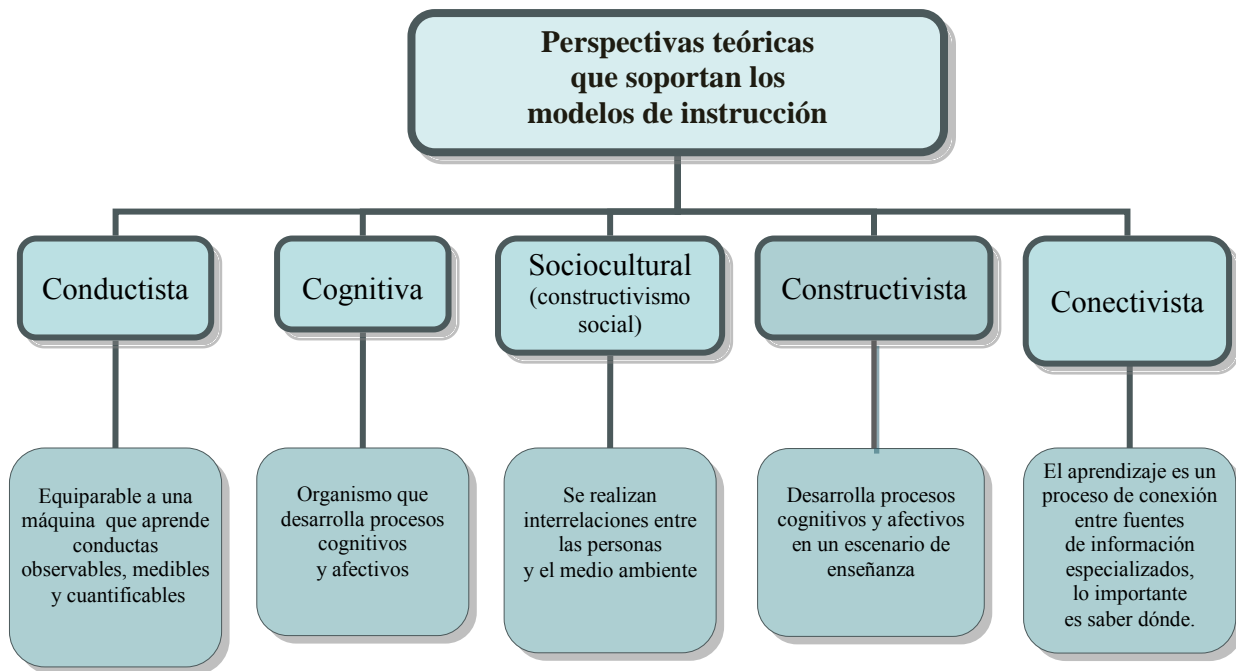 Perspectivas teóricas
que soportan los
modelos de instrucción
Conductista
Cognitiva
Sociocultural
(constructivismo
social)
Constructivista
Conectivista
Equiparable a una
máquina que aprende
conductas
observables, medibles
y cuantificables
Organismo que
desarrolla procesos
cognitivos
y afectivos
Se realizan
interrelaciones entre
las personas
y el medio ambiente
Desarrolla procesos
cognitivos y afectivos
en un escenario de
enseñanza
El aprendizaje es un
proceso de conexión
entre fuentes
de información
especializados,
lo importante
es saber dónde.